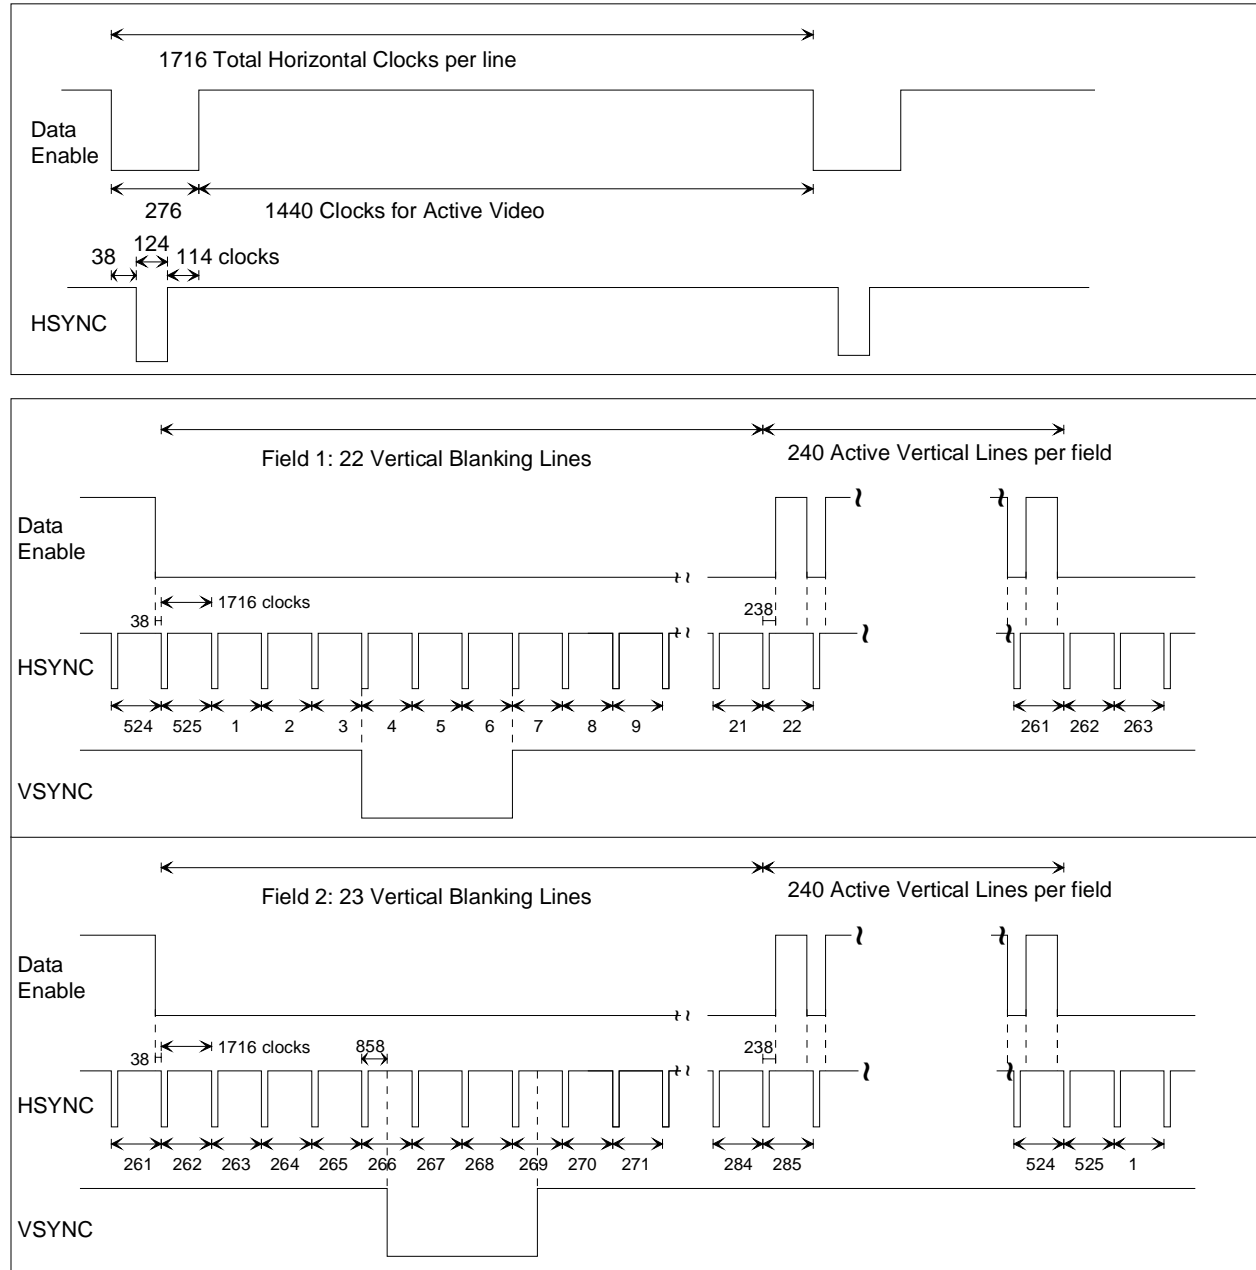 1716 Total Horizontal Clocks per line
Data
Enable
276
1440 Clocks for Active Video
124
38
114 clocks
HSYNC
Field 1: 22 Vertical Blanking Lines
240 Active Vertical Lines per field
Data
Enable
1716 clocks
38
238
~ ~
HSYNC
524 525 1 2 3 4 5 6 7 8 9 21 22 261 262 263
VSYNC
Field 2: 23 Vertical Blanking Lines
240 Active Vertical Lines per field
Data
Enable
1716 clocks
858
38
238
HSYNC
261 262 263 264 265 266 267 268 269 270 271 284 285 524 525 1
VSYNC